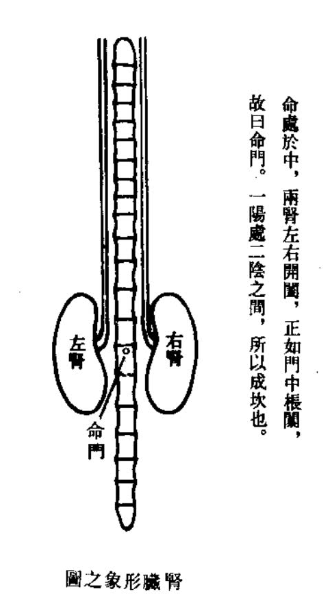 命處於中，兩腎左右開闔，正如門中棖闑，
故曰命門。一陽處二陰之間，所以成坎也。
左腎
右腎
命門
圖之象形臟腎